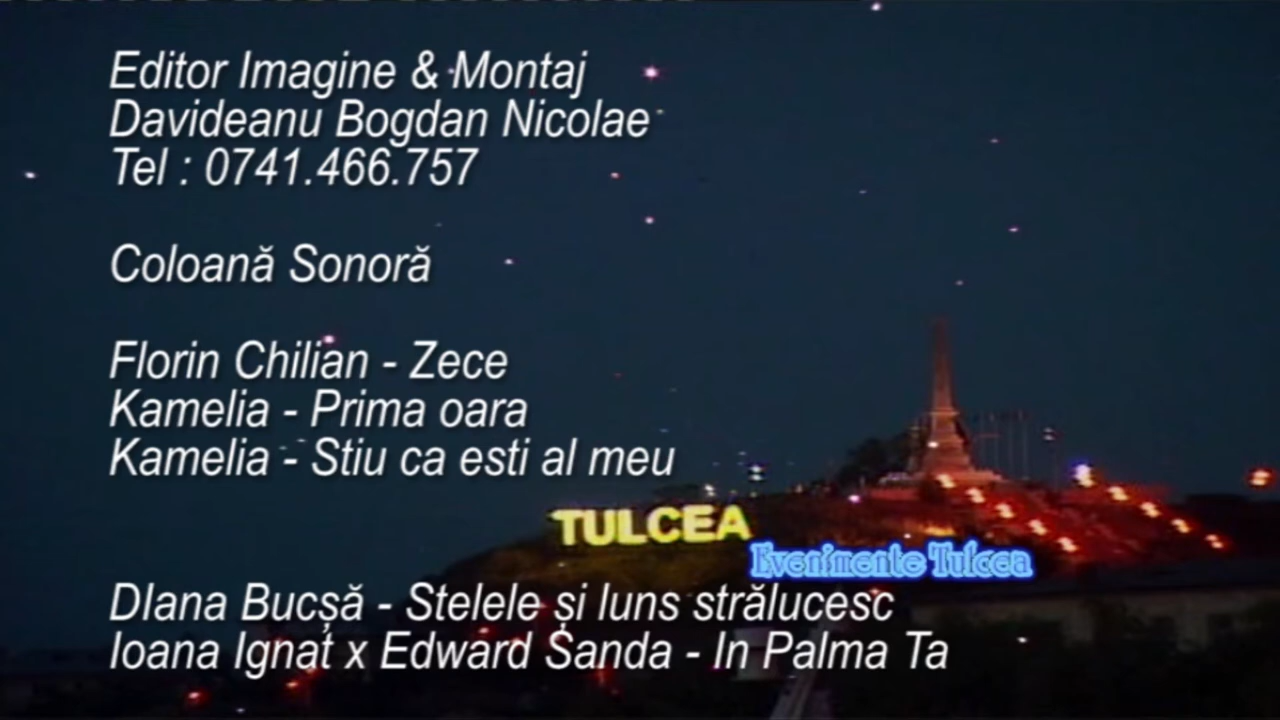 Editor Imagine & Montaj
Davideanu Bogdan Nicolae
Tel : 0741.466.757
Coloană Sonoră
Florin Chilian - Zece
Kamelia - Prima oara
Kamelia - Stiu ca esti al meu
TULCEA
Evenimente Tulcea
DIana Bucșă - Stelele și luns strălucesc
Ioana Ignat x Edward Sanda - In Palma Ta